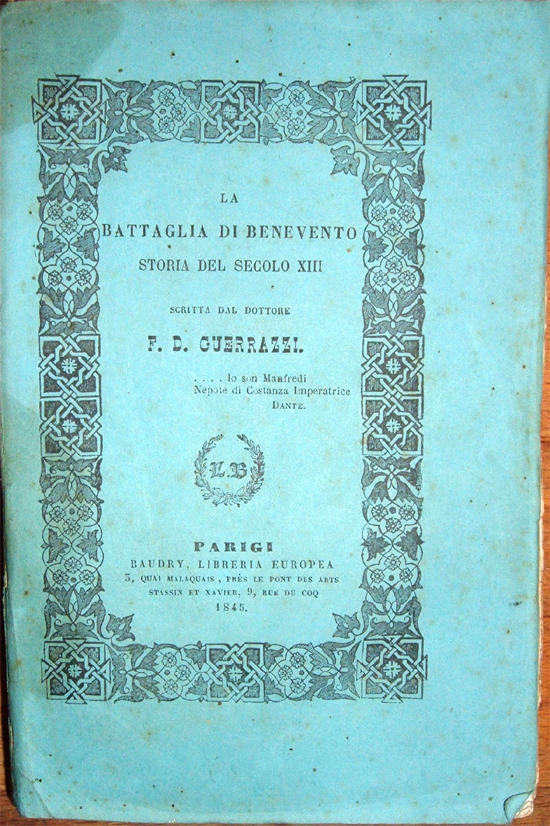 LA
BATTAGLIA DI BENEVENTO
STORIA DEL SECOLO XIII
SCRITTA DAL DOTTORE
F. D. GUERRAZZI.
. . . . Io son Manfredi
Nepote di Costanza Imperatrice
DANTE.
L.B
PARIGI
BAUDRY, LIBRERIA EUROPEA
3, QUAI MALAQUAIS, PRÈS LE PONT DES ARTS
STASSIN ET XAVIER, 9, RUE DU COQ
1845.